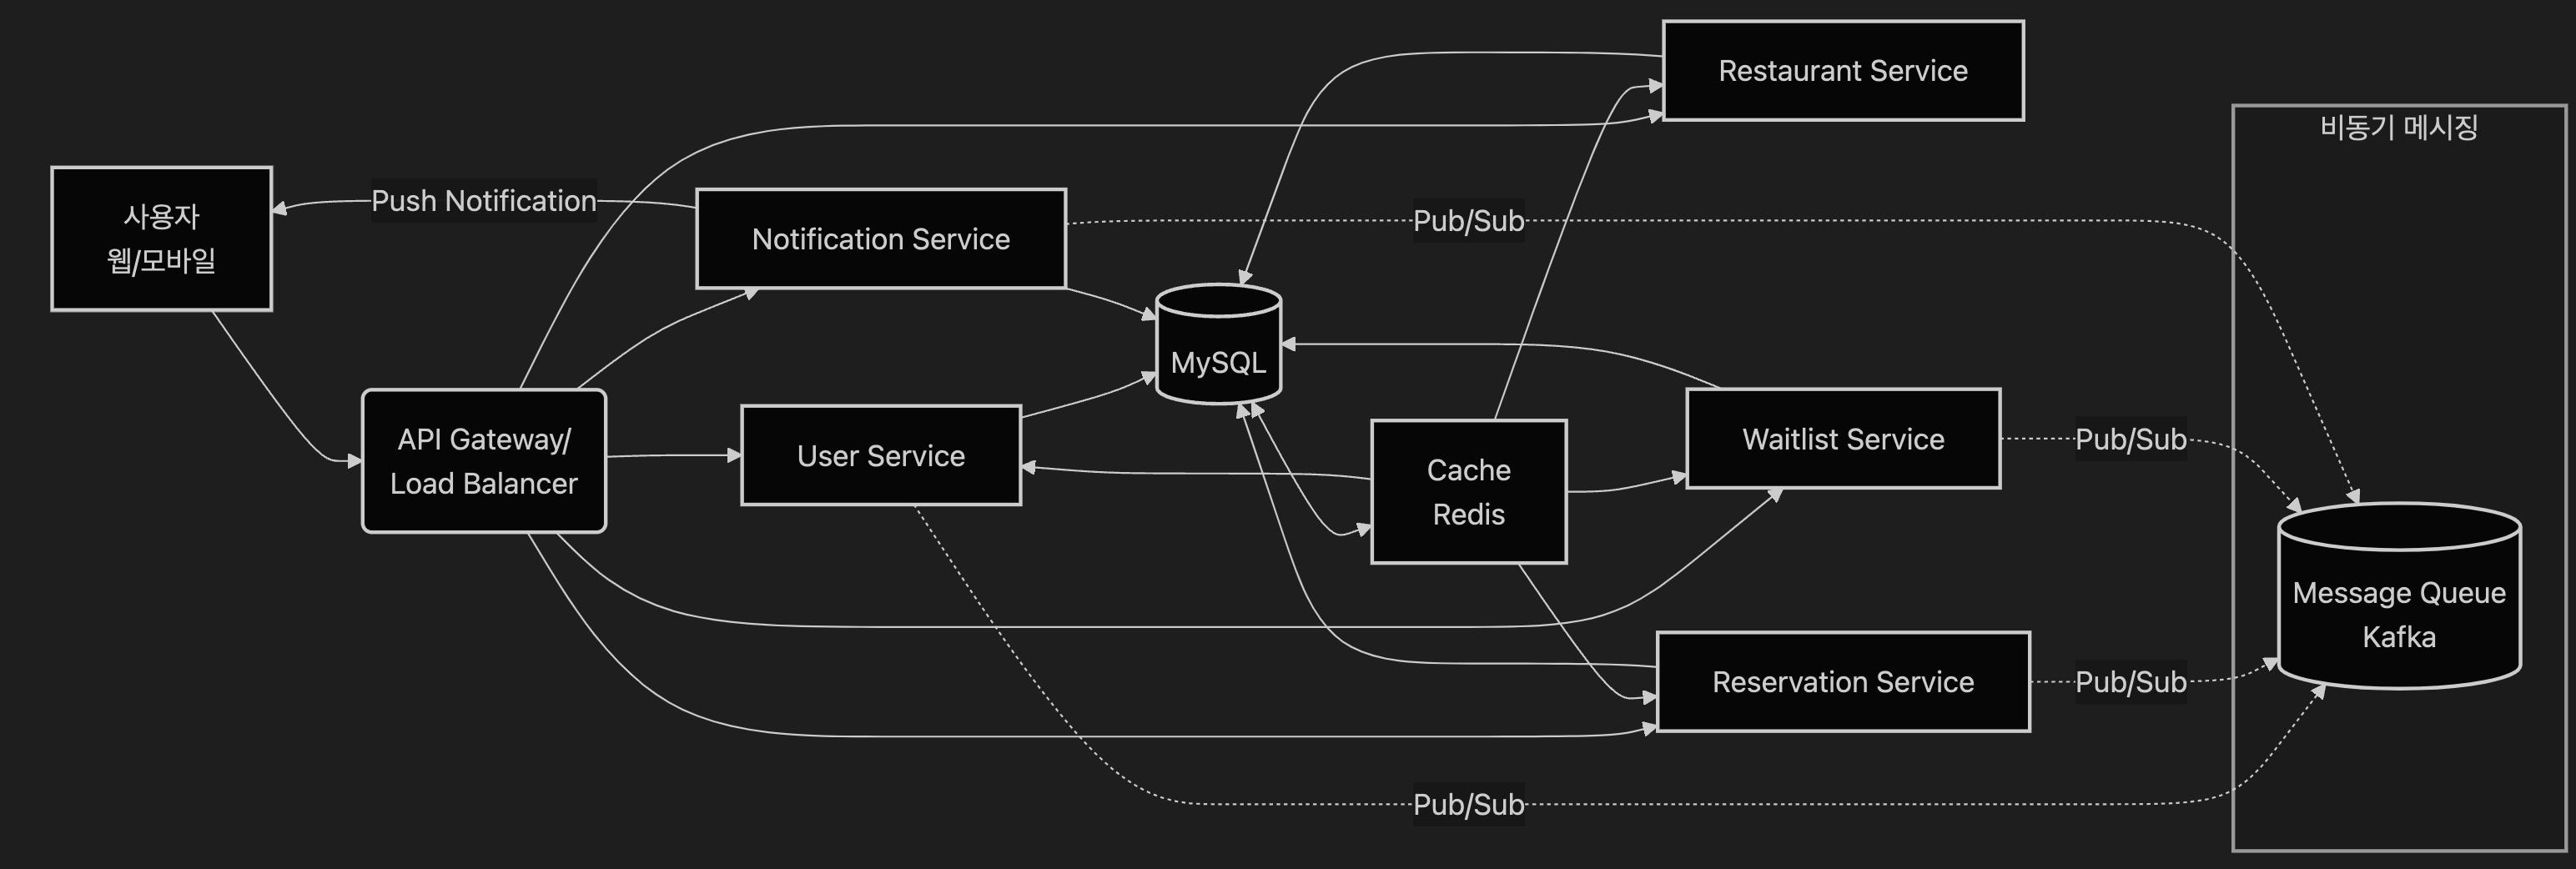 Restaurant Service
비동기 메시징
사용자
웹/모바일
Push Notification
Notification Service
Pub/Sub
MySQL
API Gateway/
Load Balancer
User Service
Cache
Redis
Waitlist Service
Pub/Sub
Message Queue
Kafka
Reservation Service
Pub/Sub
Pub/Sub